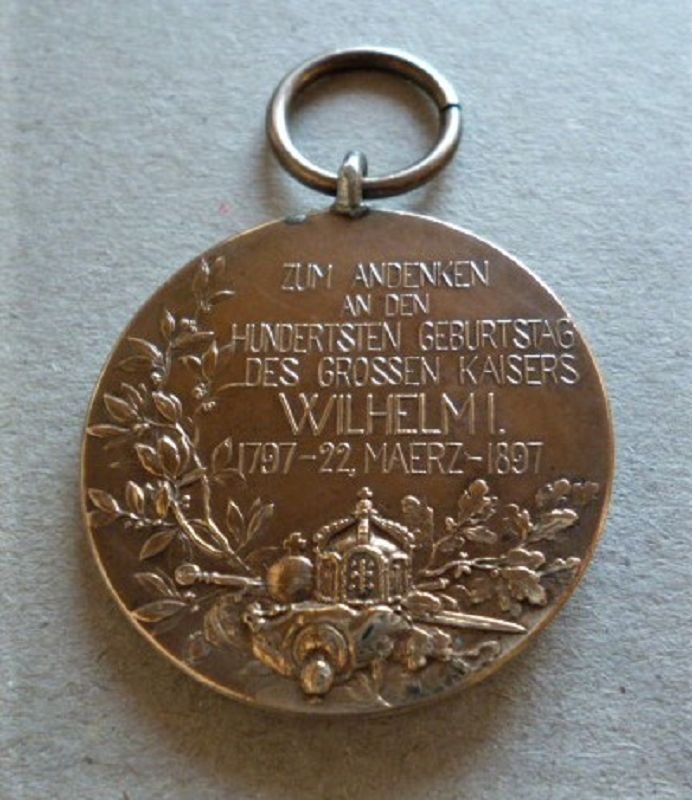 ZUM ANDENKEN
AN DEN
HUNDERTSTEN GEBURTSTAG
DES GROSSEN KAISERS
WILHELM I.
1797-22. MAERZ-1897